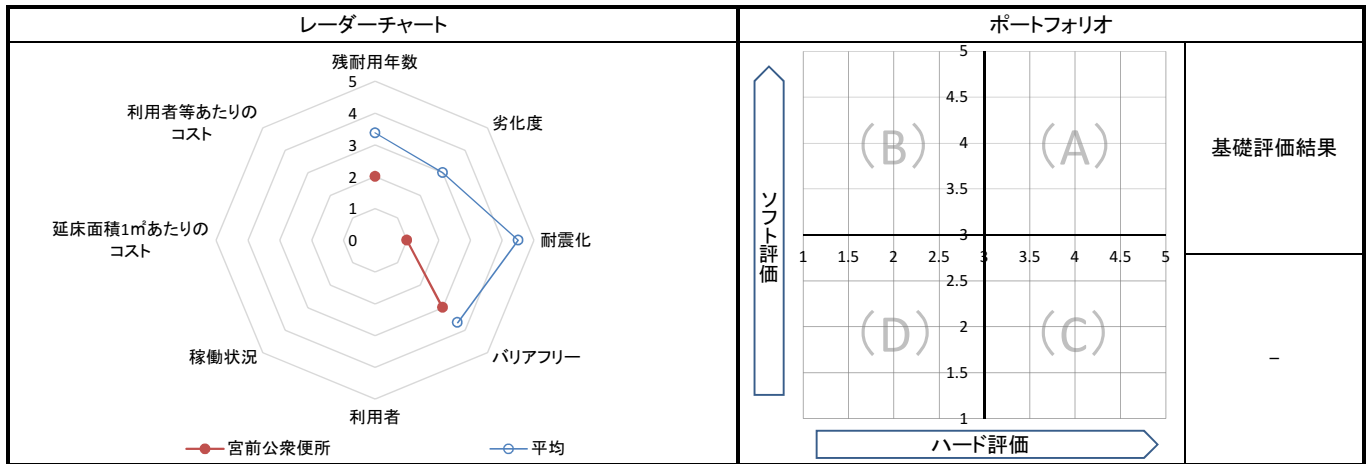 レーダーチャート
残耐用年数
5
4
3
2
1
0
劣化度
耐震化
バリアフリー
利用者
稼働状況
延床面積1㎡あたりの
コスト
利用者等あたりの
コスト
宮前公衆便所
平均
ポートフォリオ
ソフト評価
5
4.5
4
3.5
3
2.5
2
1.5
1
1 1.5 2 2.5 3 3.5 4 4.5 5
(B)
(A)
(D)
(C)
ハード評価
基礎評価結果
–